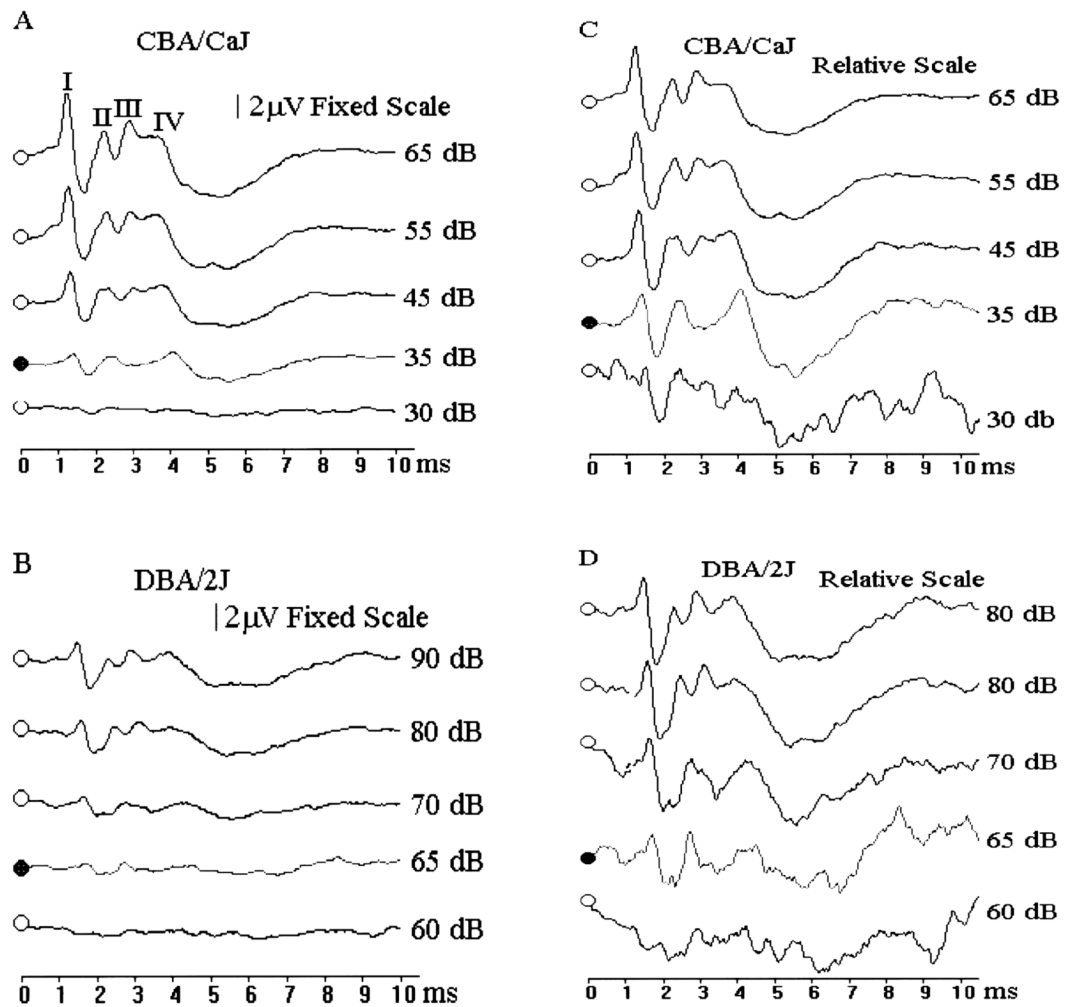 A
CBA/CaJ
I
II
III
IV
2μV Fixed Scale
65 dB
55 dB
45 dB
35 dB
30 dB
0 1 2 3 4 5 6 7 8 9 10 ms
B
DBA/2J
2μV Fixed Scale
90 dB
80 dB
70 dB
65 dB
60 dB
0 1 2 3 4 5 6 7 8 9 10 ms
C
CBA/CaJ
Relative Scale
65 dB
55 dB
45 dB
35 dB
30 db
0 1 2 3 4 5 6 7 8 9 10 ms
D
DBA/2J
Relative Scale
80 dB
80 dB
70 dB
65 dB
60 dB
0 1 2 3 4 5 6 7 8 9 10 ms